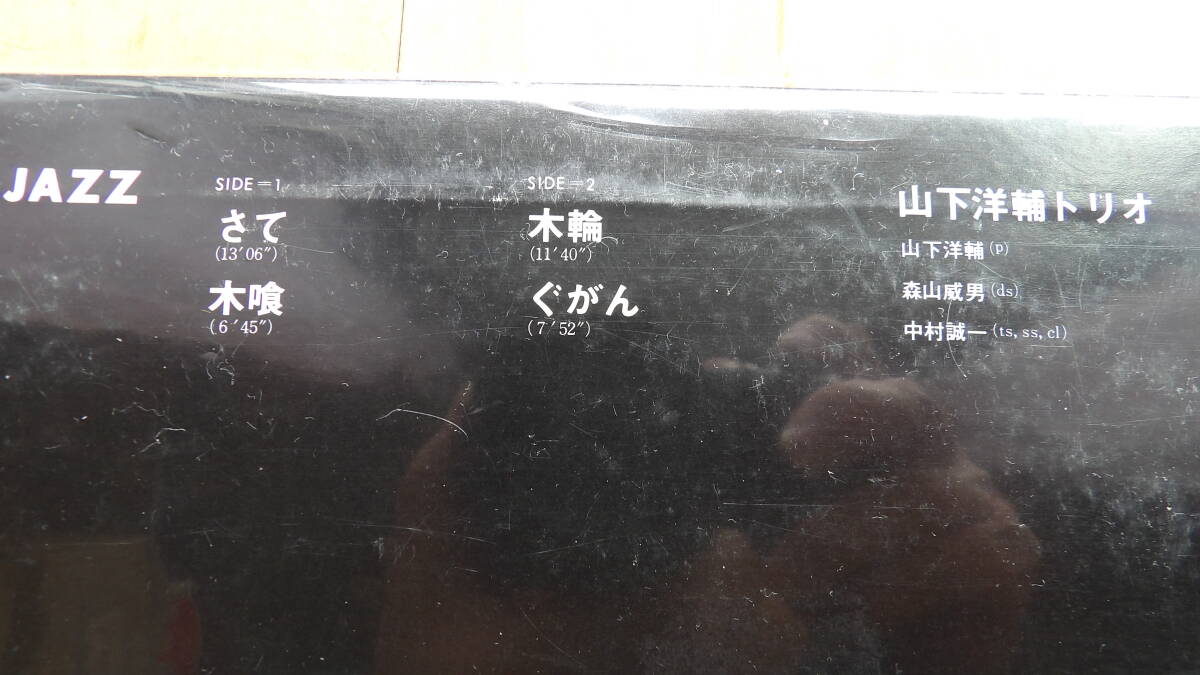 JAZZ
SIDE=1
さて
(13′06″)
木喰
(6′45″)
SIDE=2
木輪
(11′40″)
ぐがん
(7′52″)
山下洋輔トリオ
山下洋輔(p)
森山威男(ds)
中村誠一(ts, ss, cl)